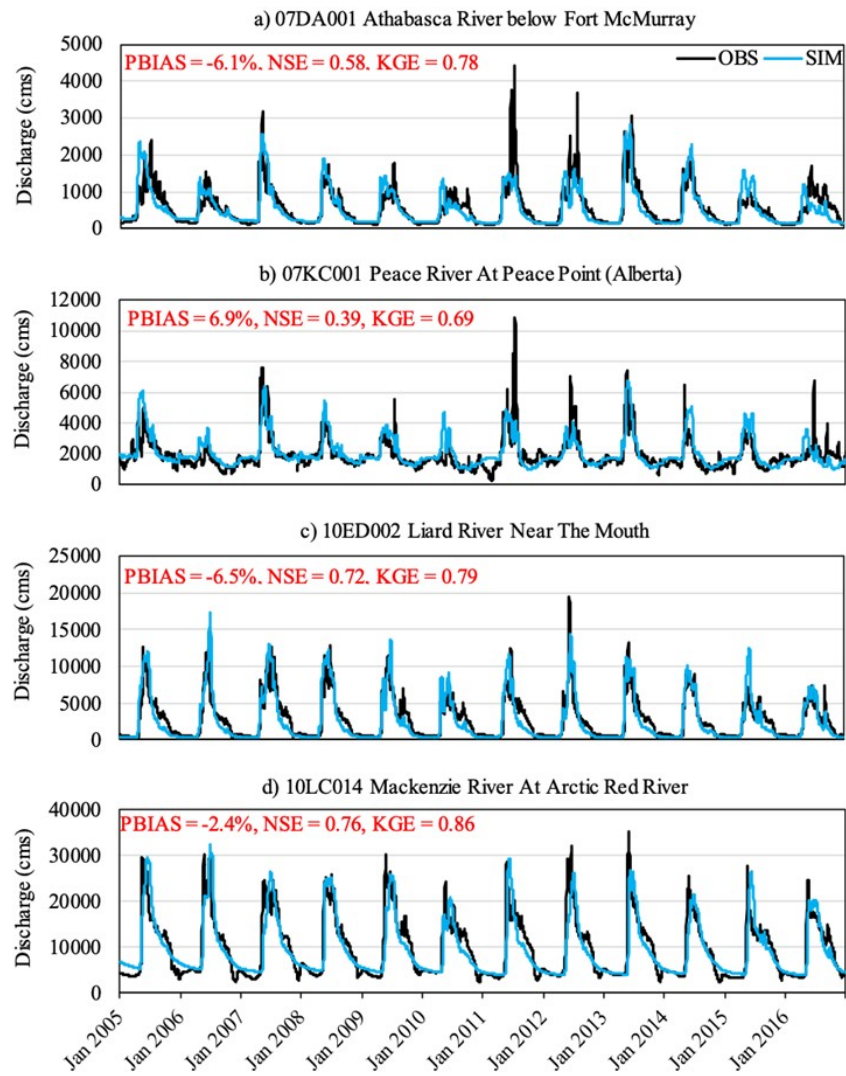 a) 07DA001 Athabasca River below Fort McMurray
5000
PBIAS = -6.1%, NSE = 0.58, KGE = 0.78
OBS SIM
4000
3000
2000
1000
0
Discharge (cms)
b) 07KC001 Peace River At Peace Point (Alberta)
12000
PBIAS = 6.9%, NSE = 0.39, KGE = 0.69
10000
8000
6000
4000
2000
0
Discharge (cms)
c) 10ED002 Liard River Near The Mouth
25000
PBIAS = -6.5%, NSE = 0.72, KGE = 0.79
20000
15000
10000
5000
0
Discharge (cms)
d) 10LC014 Mackenzie River At Arctic Red River
40000
PBIAS = -2.4%, NSE = 0.76, KGE = 0.86
30000
20000
10000
0
Discharge (cms)
Jan 2005
Jan 2006
Jan 2007
Jan 2008
Jan 2009
Jan 2010
Jan 2011
Jan 2012
Jan 2013
Jan 2014
Jan 2015
Jan 2016